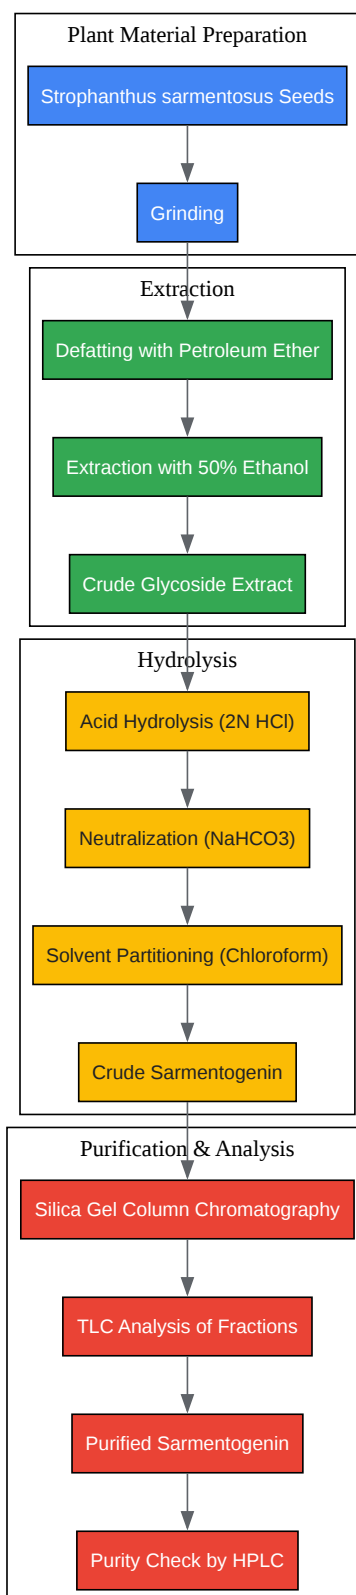 Plant Material Preparation
Strophanthus sarmentosus Seeds
Grinding
Extraction
Defatting with Petroleum Ether
Extraction with 50% Ethanol
Crude Glycoside Extract
Hydrolysis
Acid Hydrolysis (2N HCl)
Neutralization (NaHCO3)
Solvent Partitioning (Chloroform)
Crude Sarmentogenin
Purification & Analysis
Silica Gel Column Chromatography
TLC Analysis of Fractions
Purified Sarmentogenin
Purity Check by HPLC